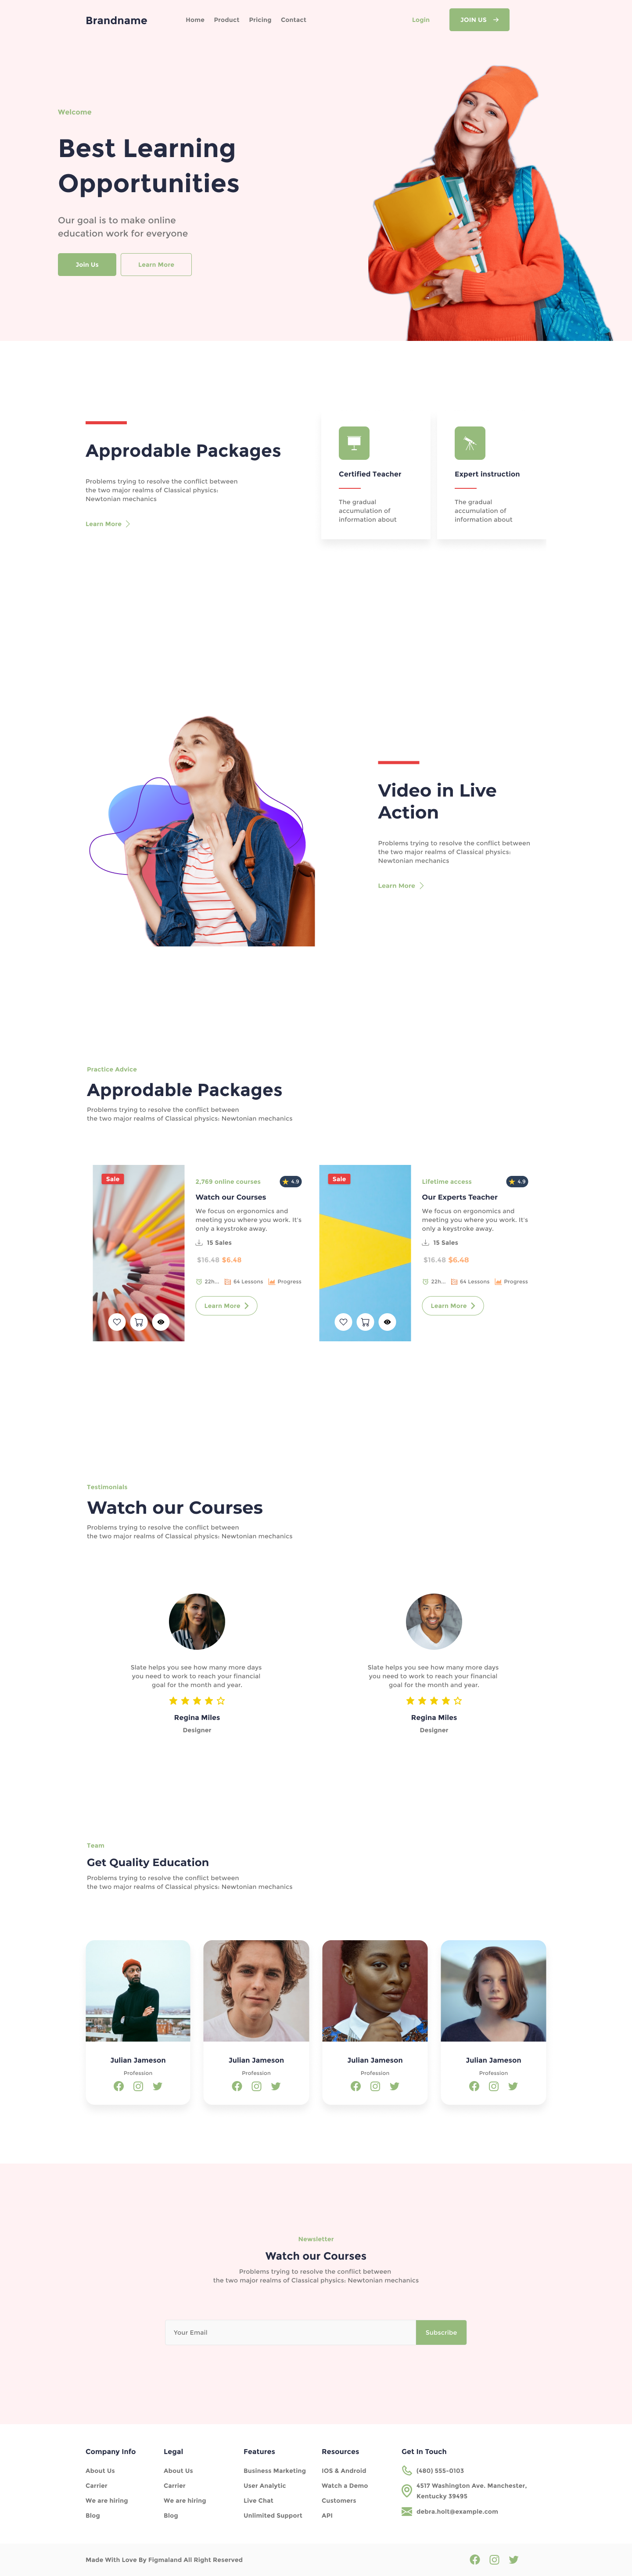 Brandname
Home Product Pricing Contact
Login
JOIN US
Welcome
Best Learning
Opportunities
Our goal is to make online
education work for everyone
Join Us
Learn More
Approdable Packages
Problems trying to resolve the conflict between
the two major realms of Classical physics:
Newtonian mechanics
Learn More
Certified Teacher
The gradual
accumulation of
information about
Expert instruction
The gradual
accumulation of
information about
Video in Live
Action
Problems trying to resolve the conflict between
the two major realms of Classical physics:
Newtonian mechanics
Learn More
Practice Advice
Approdable Packages
Problems trying to resolve the conflict between
the two major realms of Classical physics: Newtonian mechanics
Sale
2.769 online courses
4.9
Watch our Courses
We focus on ergonomics and
meeting you where you work. It's
only a keystroke away.
15 Sales
$16.48 $6.48
22h... 64 Lessons Progress
Learn More
Sale
Lifetime access
4.9
Our Experts Teacher
We focus on ergonomics and
meeting you where you work. It's
only a keystroke away.
15 Sales
$16.48 $6.48
22h... 64 Lessons Progress
Learn More
Testimonials
Watch our Courses
Problems trying to resolve the conflict between
the two major realms of Classical physics: Newtonian mechanics
Slate helps you see how many more days
you need to work to reach your financial
goal for the month and year.
Regina Miles
Designer
Slate helps you see how many more days
you need to work to reach your financial
goal for the month and year.
Regina Miles
Designer
Team
Get Quality Education
Problems trying to resolve the conflict between
the two major realms of Classical physics: Newtonian mechanics
Julian Jameson
Profession
Julian Jameson
Profession
Julian Jameson
Profession
Julian Jameson
Profession
Newsletter
Watch our Courses
Problems trying to resolve the conflict between
the two major realms of Classical physics: Newtonian mechanics
Your Email
Subscribe
Company Info
About Us
Carrier
We are hiring
Blog
Legal
About Us
Carrier
We are hiring
Blog
Features
Business Marketing
User Analytic
Live Chat
Unlimited Support
Resources
IOS & Android
Watch a Demo
Customers
API
Get In Touch
(480) 555-0103
4517 Washington Ave. Manchester,
Kentucky 39495
debra.holt@example.com
Made With Love By Figmaland All Right Reserved